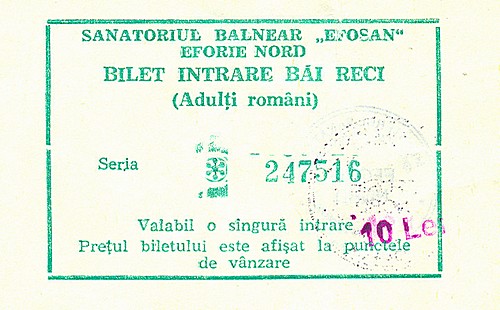 SANATORIUL BALNEAR „EFOSAN“
EFORIE NORD
BILET INTRARE BĂI RECI
(Adulți români)
Seria
247516
Valabil o singură intrare
10 Lei
Prețul biletului este afișat la punctele
de vânzare